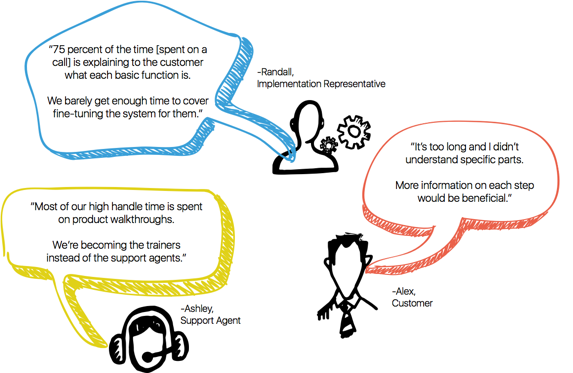 “75 percent of the time [spent on a
call] is explaining to the customer
what each basic function is.
We barely get enough time to cover
fine-tuning the system for them.”
-Randall,
Implementation Representative
“It’s too long and I didn’t
understand specific parts.
More information on each step
would be beneficial.”
-Alex,
Customer
“Most of our high handle time is spent
on product walkthroughs.
We’re becoming the trainers
instead of the support agents.”
-Ashley,
Support Agent